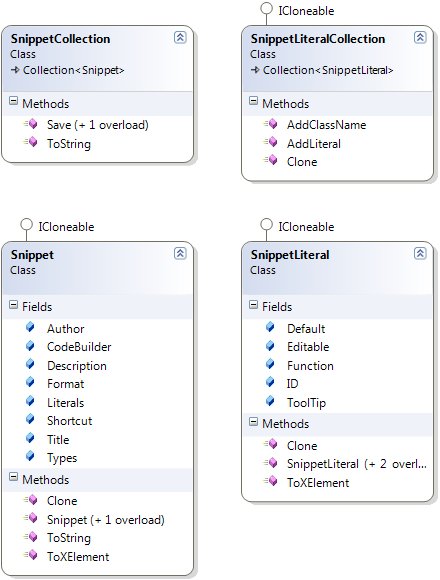 SnippetCollection
Class
Collection<Snippet>
Methods
Save (+ 1 overload)
ToString
ICloneable
SnippetLiteralCollection
Class
Collection<SnippetLiteral>
Methods
AddClassName
AddLiteral
Clone
ICloneable
Snippet
Class
Fields
Author
CodeBuilder
Description
Format
Literals
Shortcut
Title
Types
Methods
Clone
Snippet (+ 1 overload)
ToString
ToXElement
ICloneable
SnippetLiteral
Class
Fields
Default
Editable
Function
ID
ToolTip
Methods
Clone
SnippetLiteral (+ 2 overl...
ToXElement